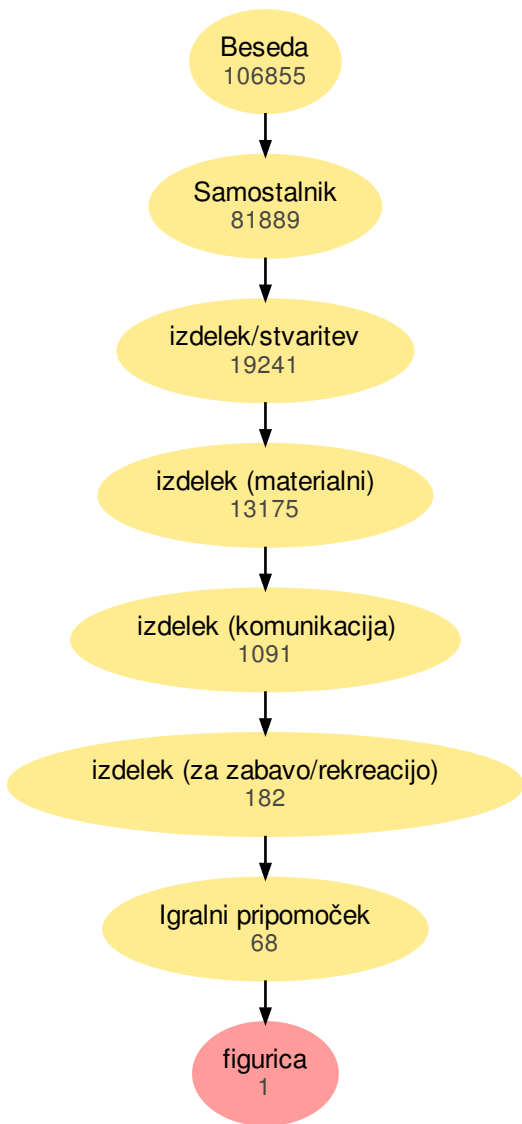 Beseda
106855
Samostalnik
81889
izdelek/stvaritev
19241
izdelek (materialni)
13175
izdelek (komunikacija)
1091
izdelek (za zabavo/rekreacijo)
182
Igralni pripomoček
68
figurica
1